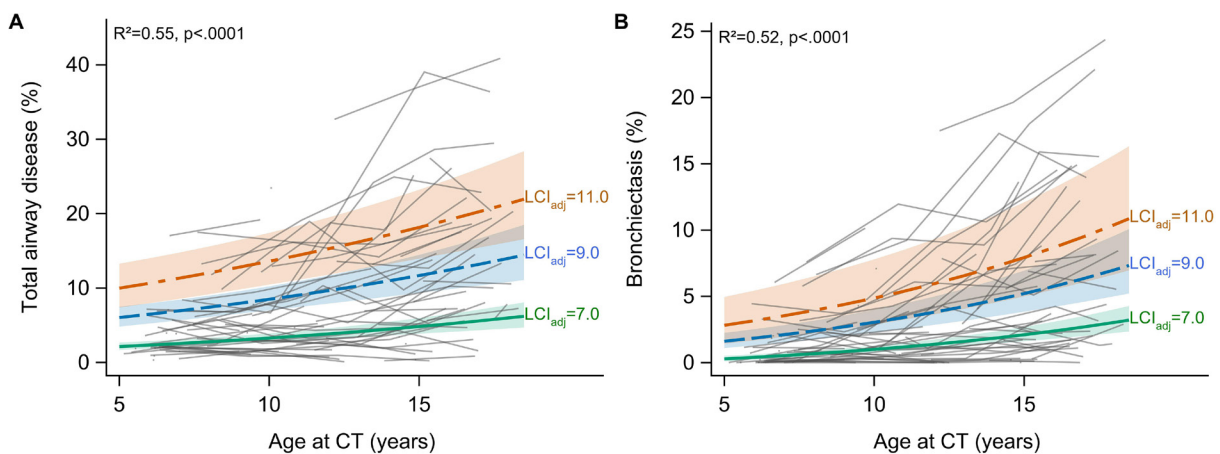 A
R²=0.55, p<.0001
Total airway disease (%)
40
30
20
10
0
5
10
15
Age at CT (years)
LCIadj=11.0
LCIadj=9.0
LCIadj=7.0
B
R²=0.52, p<.0001
Bronchiectasis (%)
25
20
15
10
5
0
5
10
15
Age at CT (years)
LCIadj=11.0
LCIadj=9.0
LCIadj=7.0